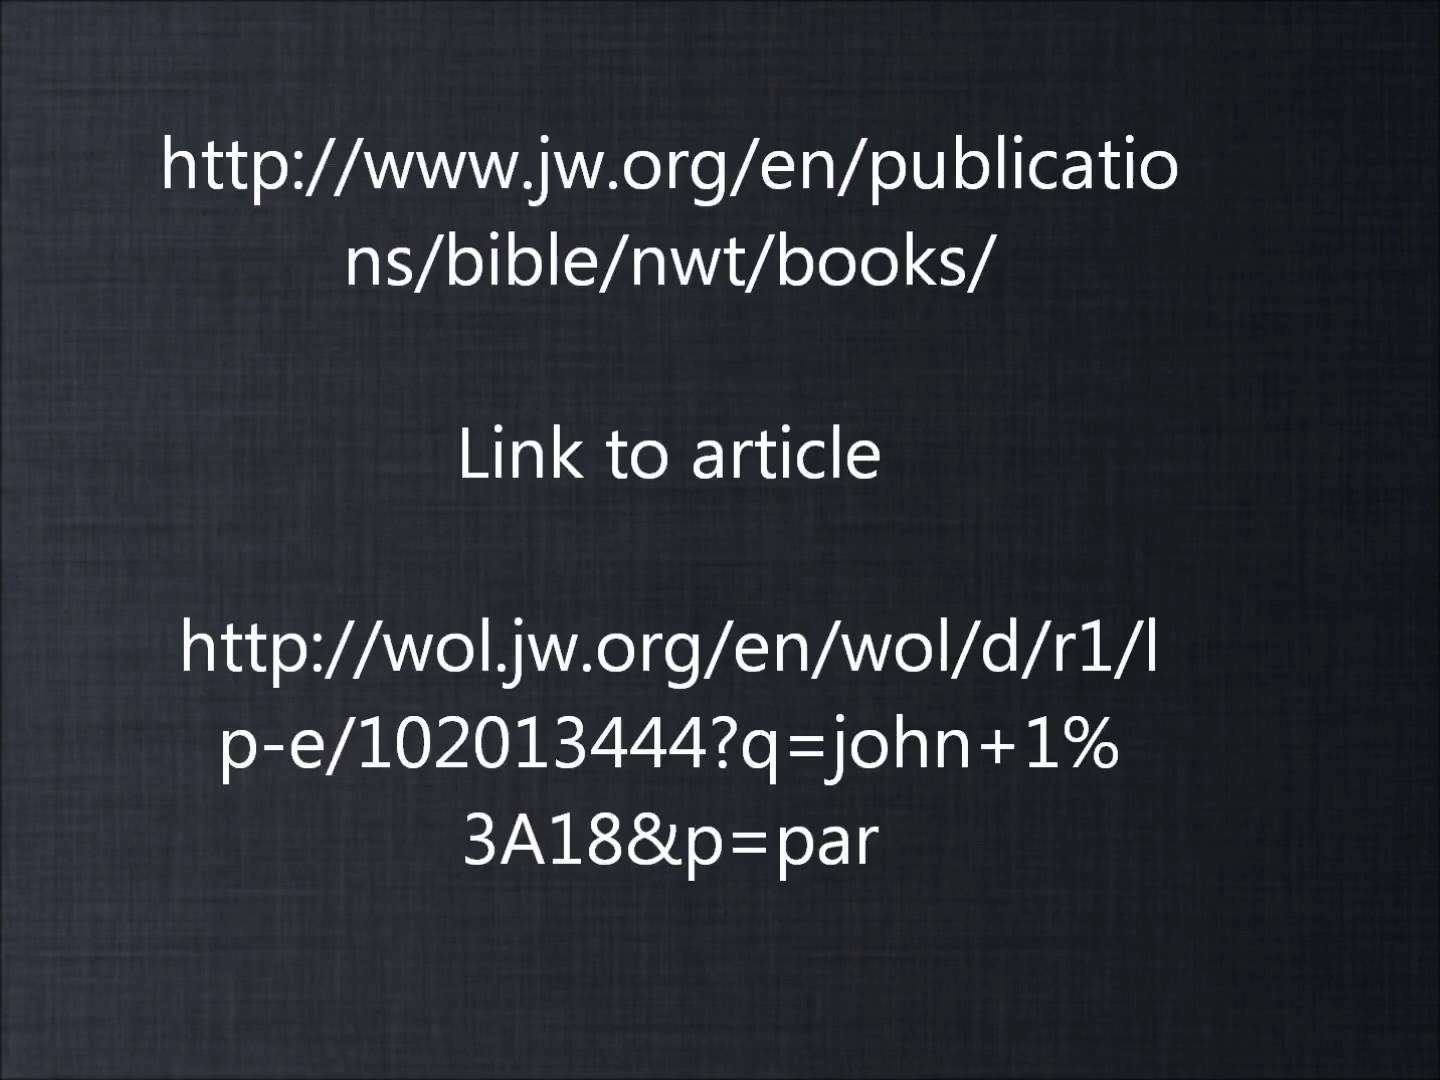 http://www.jw.org/en/publicatio
ns/bible/nwt/books/
Link to article
http://wol.jw.org/en/wol/d/r1/l
p-e/102013444?q=john+1%
3A18&p=par